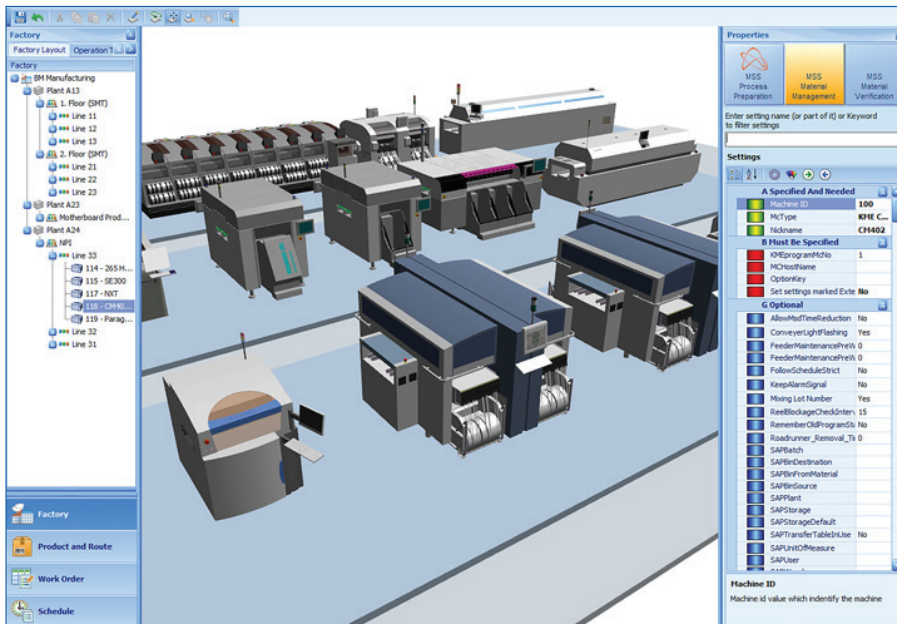 Factory
Factory Layout Operation T
Factory
BM Manufacturing
Plant A13
1. Floor (SMT)
Line 11
Line 12
Line 13
2. Floor (SMT)
Line 21
Line 22
Line 23
Plant A23
Motherboard Prod...
Plant A24
NPI
Line 33
114 - 265 H...
115 - SE300
117 - NXT
118 - CM40...
119 - Parag...
Line 32
Line 31
Factory
Product and Route
Work Order
Schedule
Properties
MSS Process Preparation
MSS Material Management
MSS Material Verification
Enter setting name (or part of it) or Keyword
to filter settings
Settings
A Specified And Needed
Machine ID 100
McType KME C...
Nickname CM402
B Must Be Specified
KMEprogramMcNo 1
MCHostName
OptionKey
Set settings marked Exte No
G Optional
AllowMsdTimeReduction No
ConveyerLightFlashing Yes
FeederMaintenancePreW 0
FeederMaintenancePreW 0
FollowScheduleStrict No
KeepAlarmSignal No
Mixing Lot Number Yes
ReelBlockageCheckInterv 15
RememberOldProgramSta No
Roadrunner_Removal_Ti 0
SAPBatch
SAPBinDestination
SAPBinFromMaterial
SAPBinSource
SAPPlant
SAPStorage
SAPStorageDefault
SAPTransferTableInUse No
SAPUnitOfMeasure
SAPUser
Machine ID
Machine id value which indentify the machine